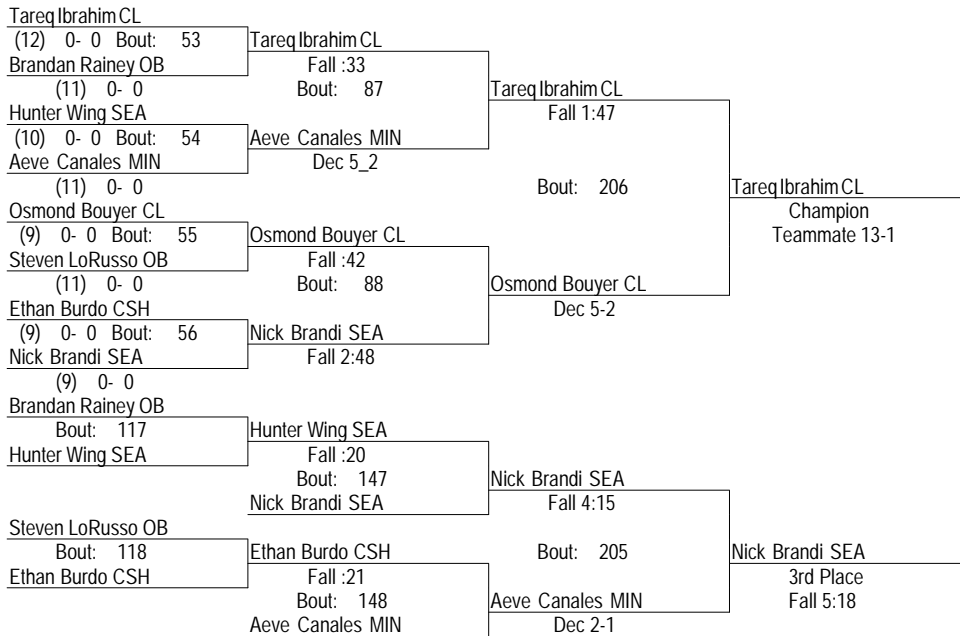 Tareq Ibrahim CL
(12) 0- 0 Bout: 53 Tareq Ibrahim CL
Brandan Rainey OB Fall :33
(11) 0- 0 Bout: 87 Tareq Ibrahim CL
Hunter Wing SEA Fall 1:47
(10) 0- 0 Bout: 54 Aeve Canales MIN
Aeve Canales MIN Dec 5_2
(11) 0- 0 Bout: 206 Tareq Ibrahim CL
Osmond Bouyer CL Champion
(9) 0- 0 Bout: 55 Osmond Bouyer CL Teammate 13-1
Steven LoRusso OB Fall :42
(11) 0- 0 Bout: 88 Osmond Bouyer CL
Ethan Burdo CSH Dec 5-2
(9) 0- 0 Bout: 56 Nick Brandi SEA
Nick Brandi SEA Fall 2:48
(9) 0- 0
Brandan Rainey OB
Bout: 117 Hunter Wing SEA
Hunter Wing SEA Fall :20
Bout: 147 Nick Brandi SEA
Nick Brandi SEA Fall 4:15
Steven LoRusso OB
Bout: 118 Ethan Burdo CSH Bout: 205 Nick Brandi SEA
Ethan Burdo CSH Fall :21 3rd Place
Bout: 148 Aeve Canales MIN Fall 5:18
Aeve Canales MIN Dec 2-1